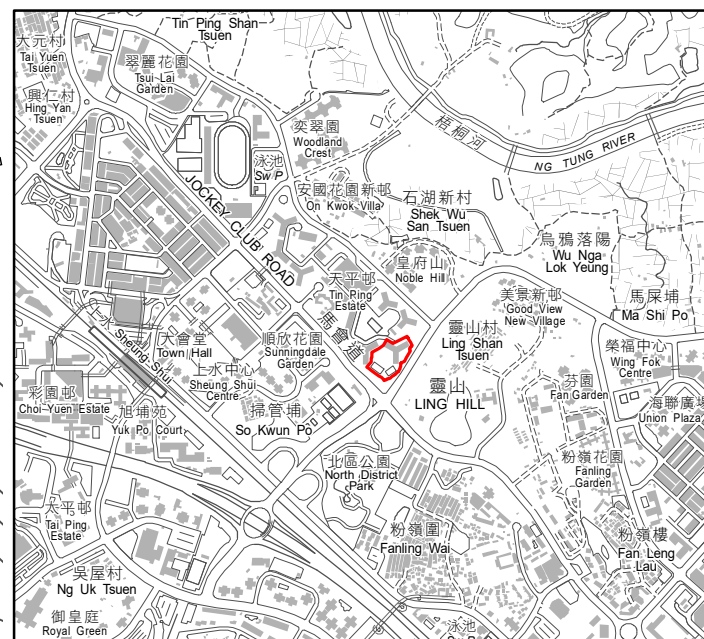 Tin Ping Shan
Tsuen
大元村
Tai Yuen
Tsuen
翠麗花園
Tsui Lai
Garden
興仁村
Hing Yan
Tsuen
奕翠園
Woodland
Crest
泳池
Sw P
梧桐河
NG TUNG RIVER
JOCKEY CLUB ROAD
安國花園新邨
On Kwok Villa
石湖新村
Shek Wu
San Tsuen
烏鴉落陽
Wu Nga
Lok Yeung
皇府山
Noble Hill
天平邨
Tin Ping
Estate
馬會道
美景新邨
Good View
New Village
馬屎埔
Ma Shi Po
上水 Sheung Shui
大會堂
Town Hall
順欣花園
Sunningdale
Garden
靈山村
Ling Shan
Tsuen
榮福中心
Wing Fok
Centre
上水中心
Sheung Shui
Centre
彩園邨
Choi Yuen Estate
旭埔苑
Yuk Po Court
掃管埔
So Kwun Po
靈山
LING HILL
芬園
Fan Garden
海聯廣場
Union Plaza
北區公園
North District
Park
粉嶺花園
Fanling
Garden
太平邨
Tai Ping
Estate
粉嶺圍
Fanling Wai
粉嶺樓
Fan Leng
Lau
吳屋村
Ng Uk Tsuen
御皇庭
Royal Green
泳池